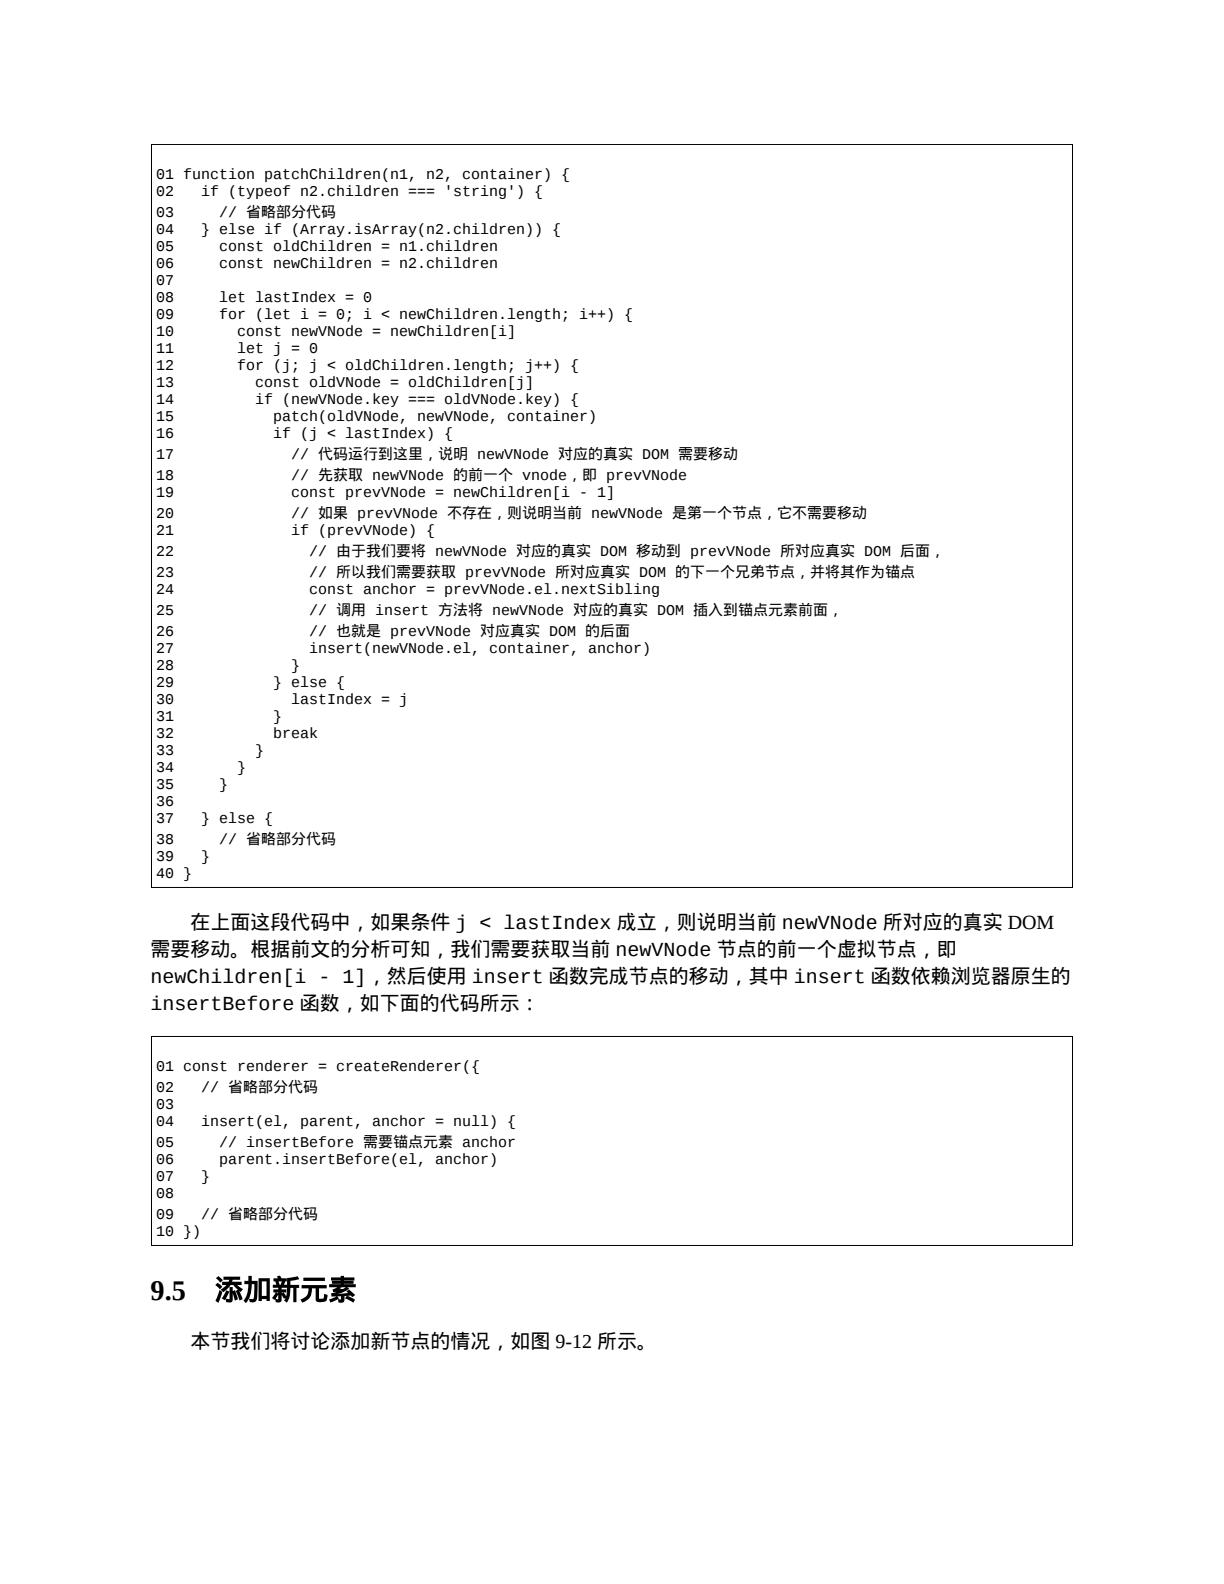 01 function patchChildren(n1, n2, container) {
02   if (typeof n2.children === 'string') {
03     // 省略部分代码
04   } else if (Array.isArray(n2.children)) {
05     const oldChildren = n1.children
06     const newChildren = n2.children
07
08     let lastIndex = 0
09     for (let i = 0; i < newChildren.length; i++) {
10       const newVNode = newChildren[i]
11       let j = 0
12       for (j; j < oldChildren.length; j++) {
13         const oldVNode = oldChildren[j]
14         if (newVNode.key === oldVNode.key) {
15           patch(oldVNode, newVNode, container)
16           if (j < lastIndex) {
17             // 代码运行到这里，说明 newVNode 对应的真实 DOM 需要移动
18             // 先获取 newVNode 的前一个 vnode，即 prevVNode
19             const prevVNode = newChildren[i - 1]
20             // 如果 prevVNode 不存在，则说明当前 newVNode 是第一个节点，它不需要移动
21             if (prevVNode) {
22               // 由于我们要将 newVNode 对应的真实 DOM 移动到 prevVNode 所对应真实 DOM 后面，
23               // 所以我们需要获取 prevVNode 所对应真实 DOM 的下一个兄弟节点，并将其作为锚点
24               const anchor = prevVNode.el.nextSibling
25               // 调用 insert 方法将 newVNode 对应的真实 DOM 插入到锚点元素前面，
26               // 也就是 prevVNode 对应真实 DOM 的后面
27               insert(newVNode.el, container, anchor)
28             }
29           } else {
30             lastIndex = j
31           }
32           break
33         }
34       }
35     }
36
37   } else {
38     // 省略部分代码
39   }
40 }
在上面这段代码中，如果条件 j < lastIndex 成立，则说明当前 newVNode 所对应的真实 DOM
需要移动。根据前文的分析可知，我们需要获取当前 newVNode 节点的前一个虚拟节点，即
newChildren[i - 1]，然后使用 insert 函数完成节点的移动，其中 insert 函数依赖浏览器原生的
insertBefore 函数，如下面的代码所示：
01 const renderer = createRenderer({
02   // 省略部分代码
03
04   insert(el, parent, anchor = null) {
05     // insertBefore 需要锚点元素 anchor
06     parent.insertBefore(el, anchor)
07   }
08
09   // 省略部分代码
10 })
9.5 添加新元素
本节我们将讨论添加新节点的情况，如图 9-12 所示。